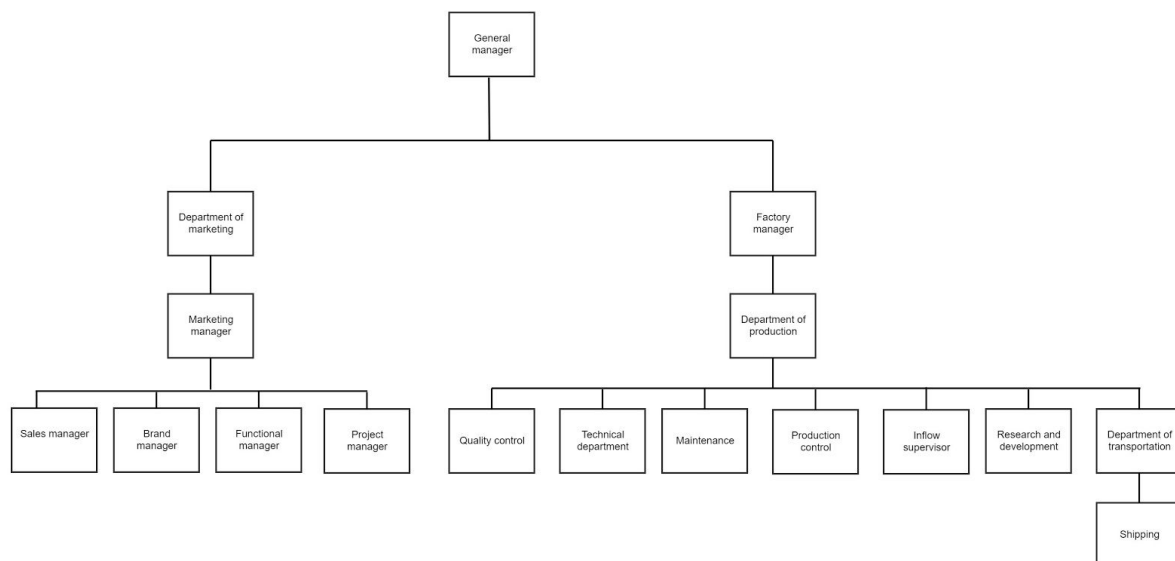 General
manager
Department of
marketing
Factory
manager
Marketing
manager
Department of
production
Sales manager
Brand
manager
Functional
manager
Project
manager
Quality control
Technical
department
Maintenance
Production
control
Inflow
supervisor
Research and
development
Department of
transportation
Shipping